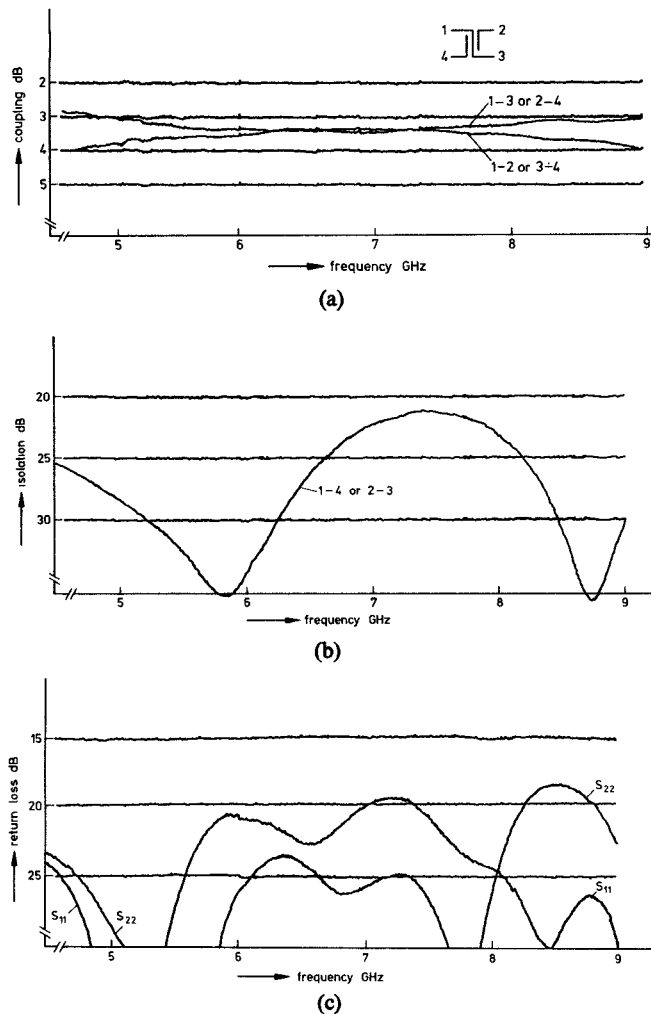 1 2
4 3
2
3
4
5
coupling dB
1–3 or 2–4
1–2 or 3÷4
5 6 7 8 9
frequency GHz
(a)
20
25
30
isolation dB
1–4 or 2–3
5 6 7 8 9
frequency GHz
(b)
15
20
25
return loss dB
S22
S11
S11
S22
5 6 7 8 9
frequency GHz
(c)